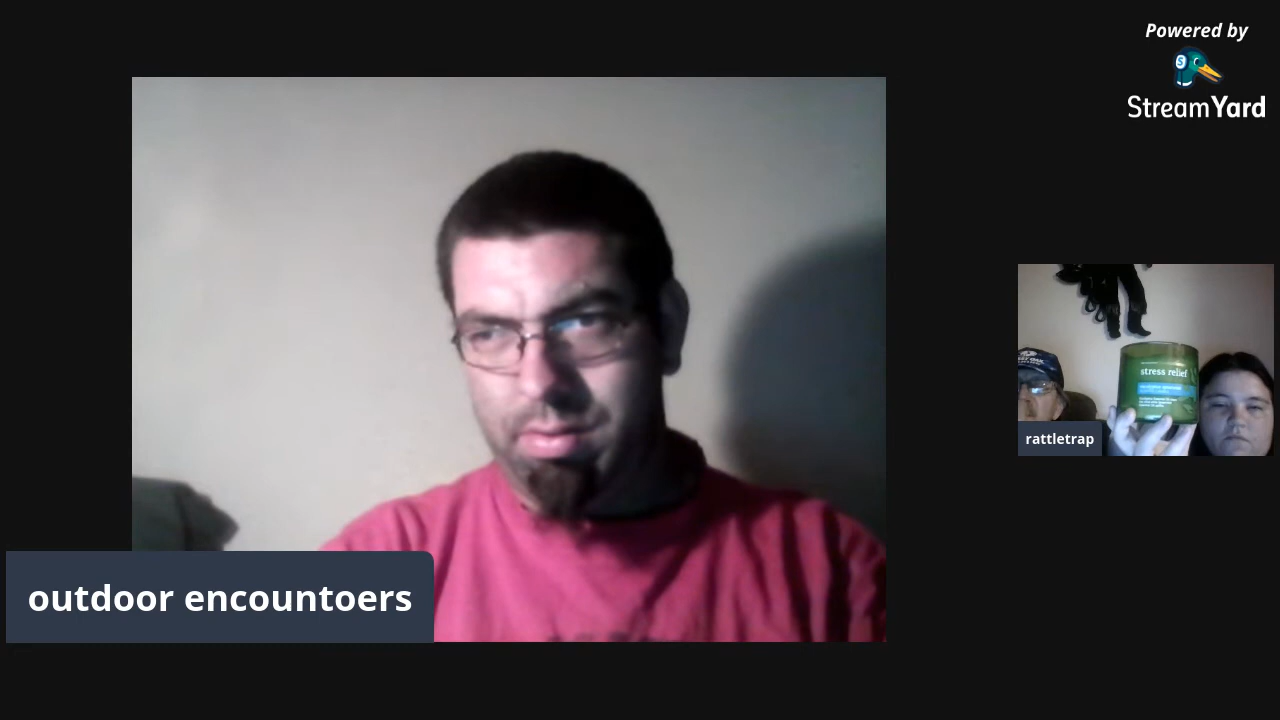 Powered by
StreamYard
stress relief
rattletrap
outdoor encountoers